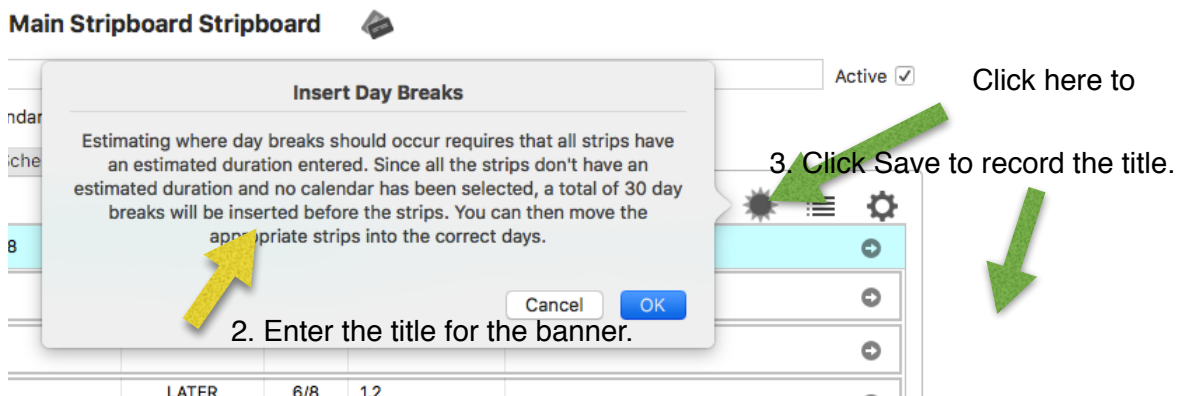 Main Stripboard Stripboard
Active
Click here to
Insert Day Breaks
ndar
Estimating where day breaks should occur requires that all strips have
an estimated duration entered. Since all the strips don't have an
estimated duration and no calendar has been selected, a total of 30 day
breaks will be inserted before the strips. You can then move the
appropriate strips into the correct days.
Sche
3. Click Save to record the title.
8
Cancel
OK
2. Enter the title for the banner.
LATER 6/8 1,2